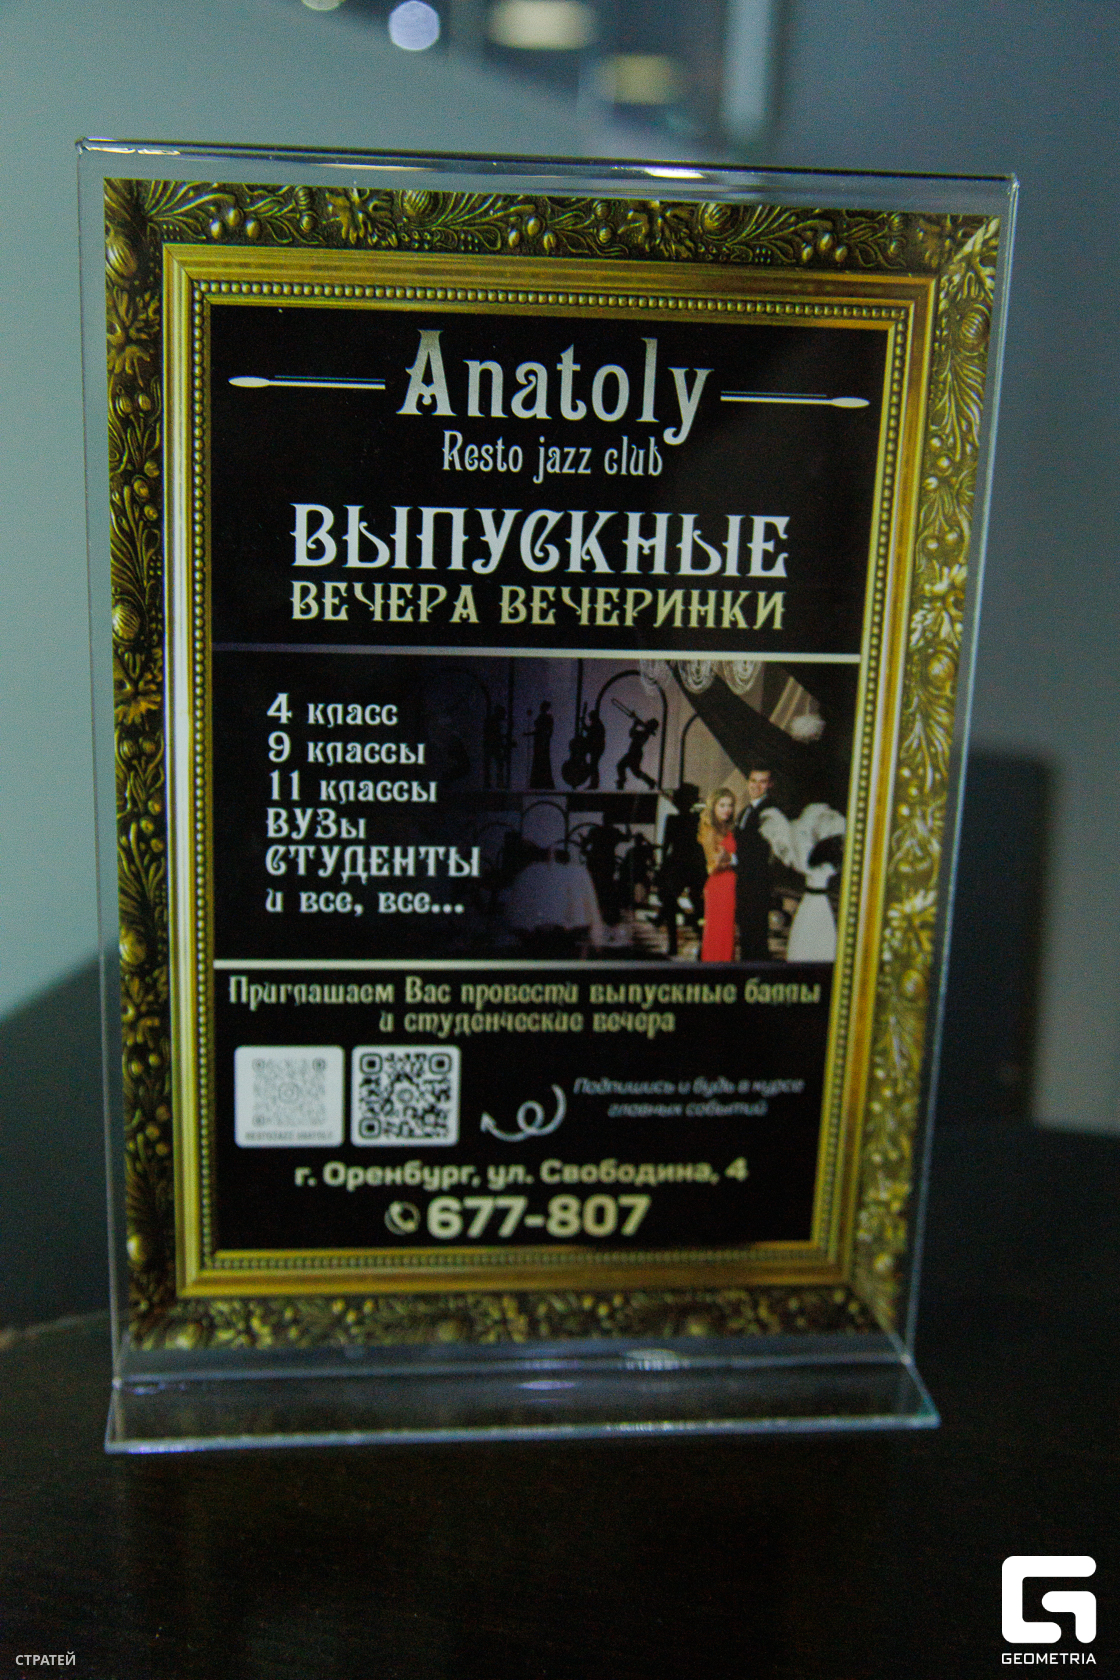 Anatoly
Resto jazz club
ВЫПУСКНЫЕ
ВЕЧЕРА ВЕЧЕРИНКИ
4 класс
9 классы
11 классы
ВУЗы
СТУДЕНТЫ
и все, все...
Приглашаем Вас провести выпускные баллы
и студенческие вечера
Подпишись и будь в курсе
главных событий
г. Оренбург, ул. Свободина, 4
677-807
СТРАТЕЙ
GEOMETRIA